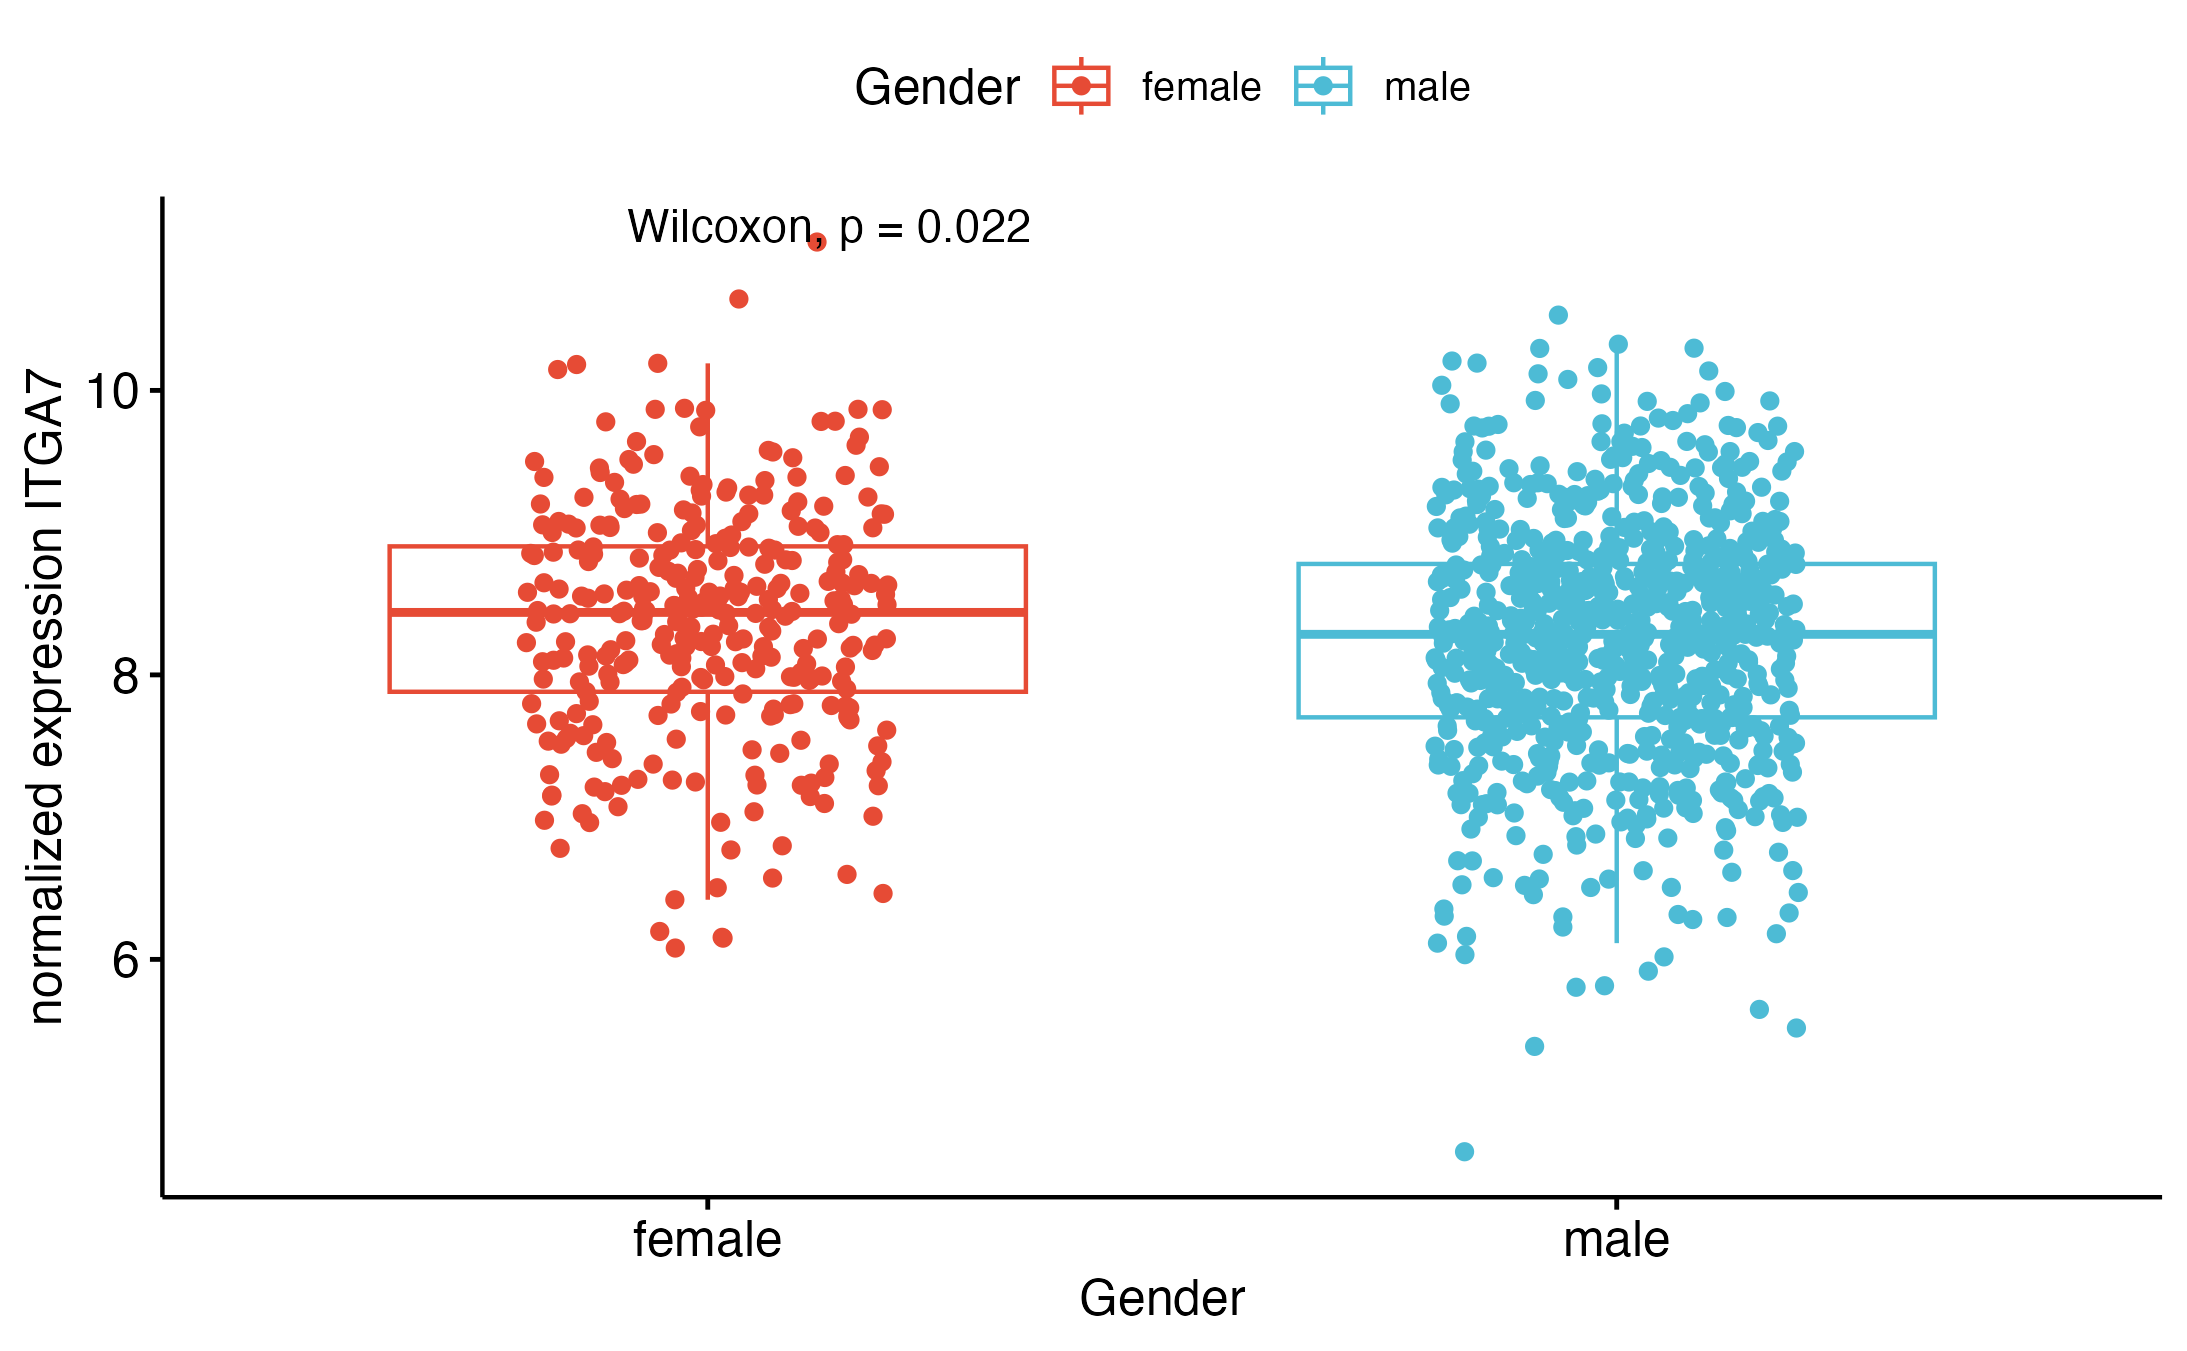 Gender female male
Wilcoxon, p = 0.022
normalized expression ITGA7
10
8
6
female male
Gender